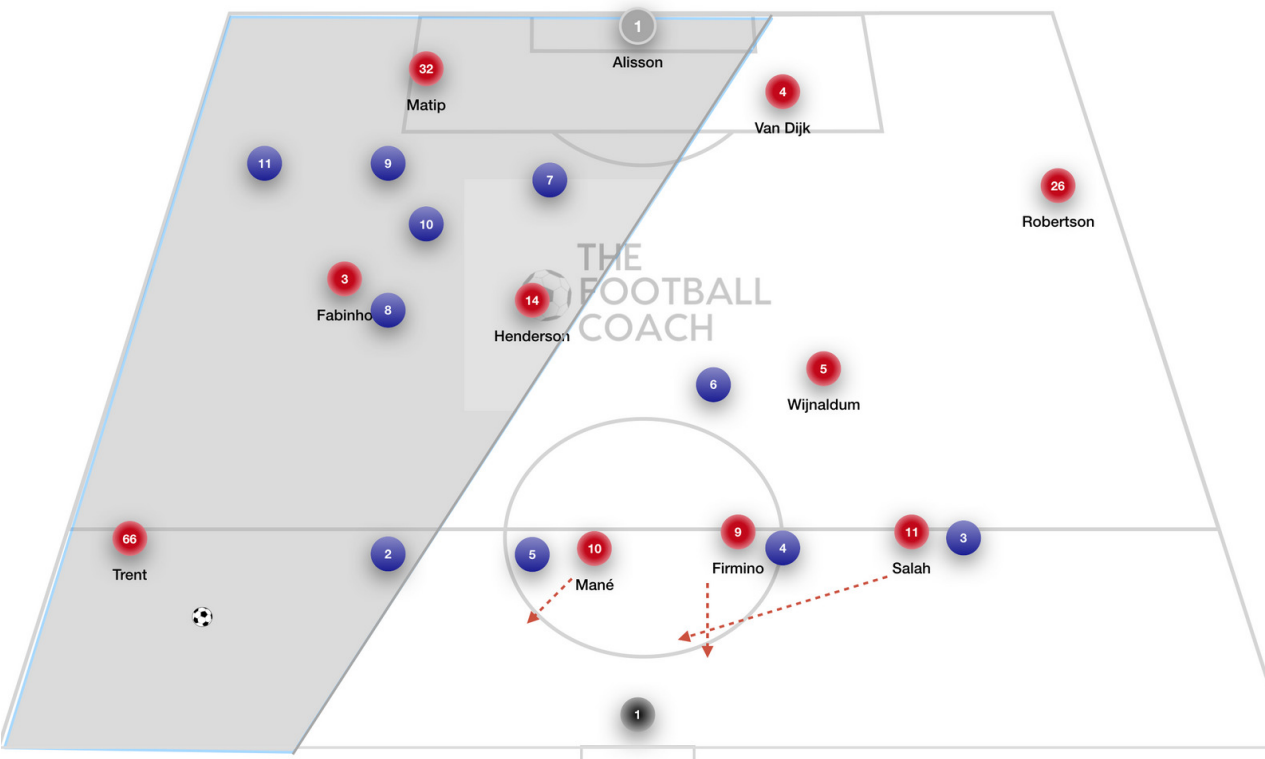 1
Alisson
32
Matip
4
Van Dijk
11
9
7
26
Robertson
10
THE
FOOTBALL
COACH
3
Fabinho
8
14
Henderson
6
5
Wijnaldum
66
Trent
2
5
10
Mané
9
Firmino
4
11
Salah
3
1